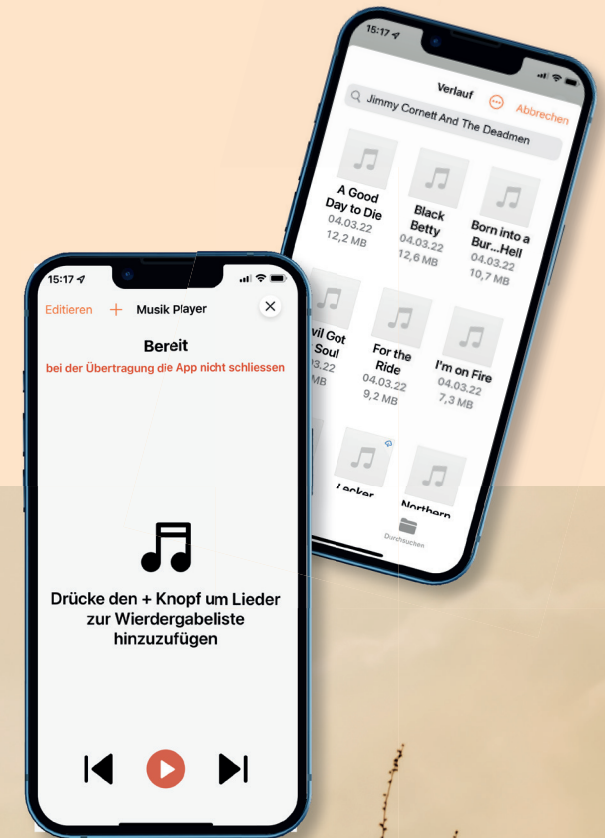 15:17
Verlauf
Abbrechen
Jimmy Cornett And The Deadmen
A Good
Day to Die
04.03.22
12,2 MB
Black
Betty
04.03.22
12,6 MB
Born into a
Bur...Heil
04.03.22
10,7 MB
vil Got
Soul
3.22
MB
For the
Ride
04.03.22
9,2 MB
I'm on Fire
04.03.22
7,3 MB
Northern
Durchsuchen
15:17
Editieren + Musik Player
Bereit
bei der Übertragung die App nicht schliessen
Drücke den + Knopf um Lieder
zur Wierdergabeliste
hinzuzufügen